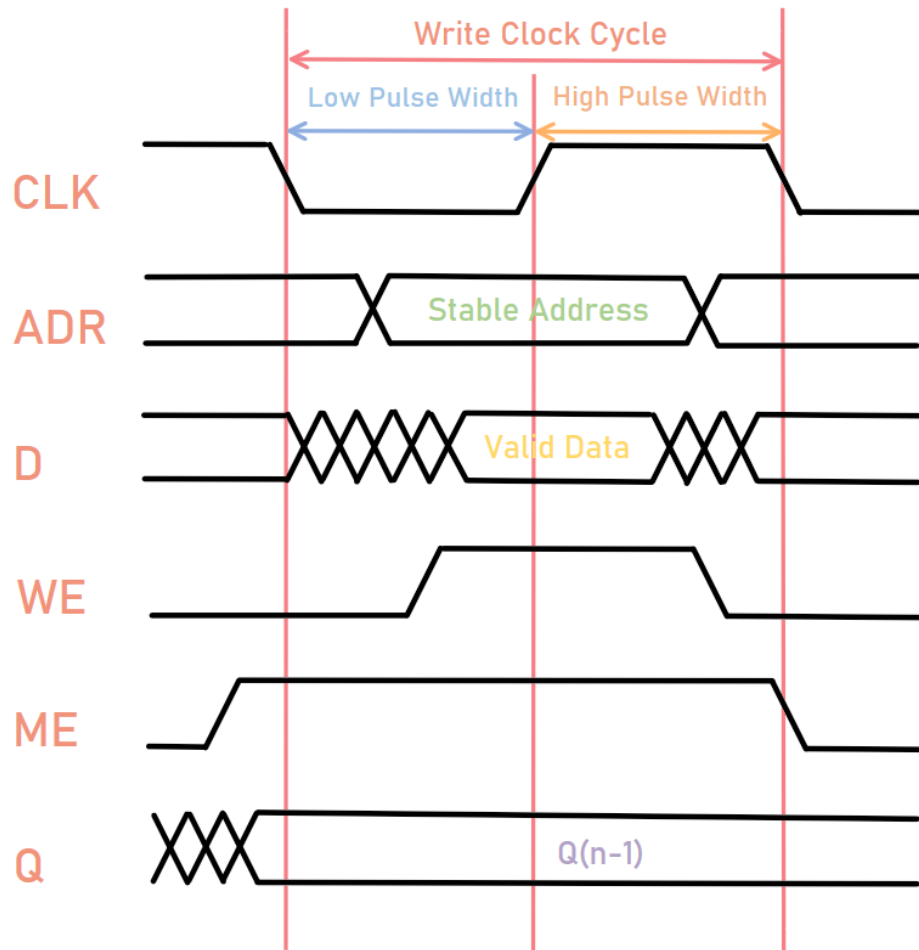 Write Clock Cycle
Low Pulse Width
High Pulse Width
CLK
ADR
Stable Address
D
Valid Data
WE
ME
Q
Q(n-1)